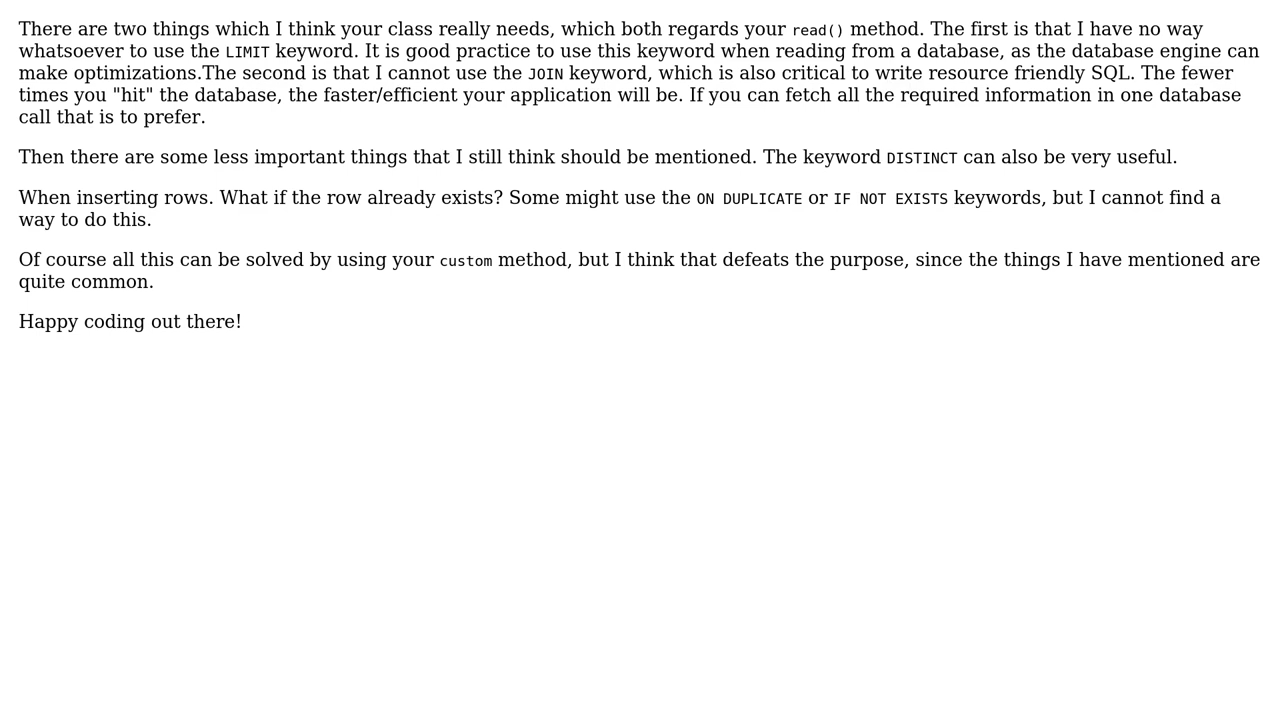 There are two things which I think your class really needs, which both regards your read() method. The first is that I have no way
whatsoever to use the LIMIT keyword. It is good practice to use this keyword when reading from a database, as the database engine can
make optimizations.The second is that I cannot use the JOIN keyword, which is also critical to write resource friendly SQL. The fewer
times you "hit" the database, the faster/efficient your application will be. If you can fetch all the required information in one database
call that is to prefer.
Then there are some less important things that I still think should be mentioned. The keyword DISTINCT can also be very useful.
When inserting rows. What if the row already exists? Some might use the ON DUPLICATE or IF NOT EXISTS keywords, but I cannot find a
way to do this.
Of course all this can be solved by using your custom method, but I think that defeats the purpose, since the things I have mentioned are
quite common.
Happy coding out there!